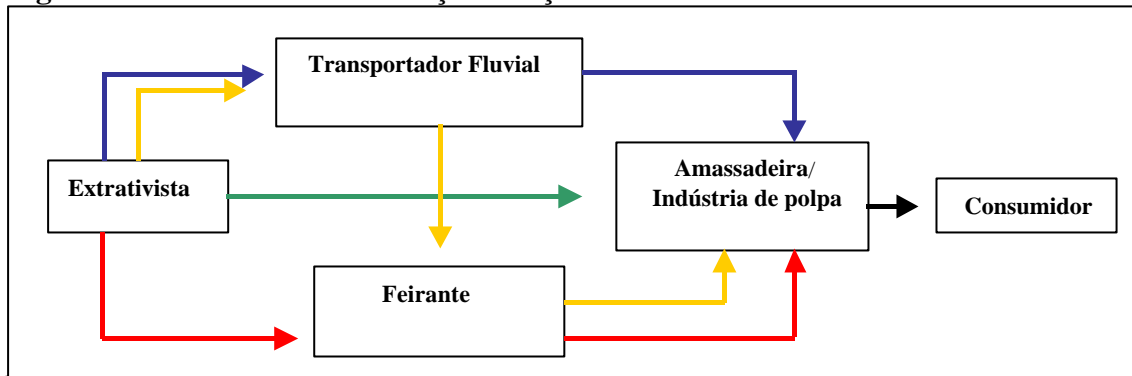 Transportador Fluvial
Extrativista
Amassadeira/
Indústria de polpa
Consumidor
Feirante